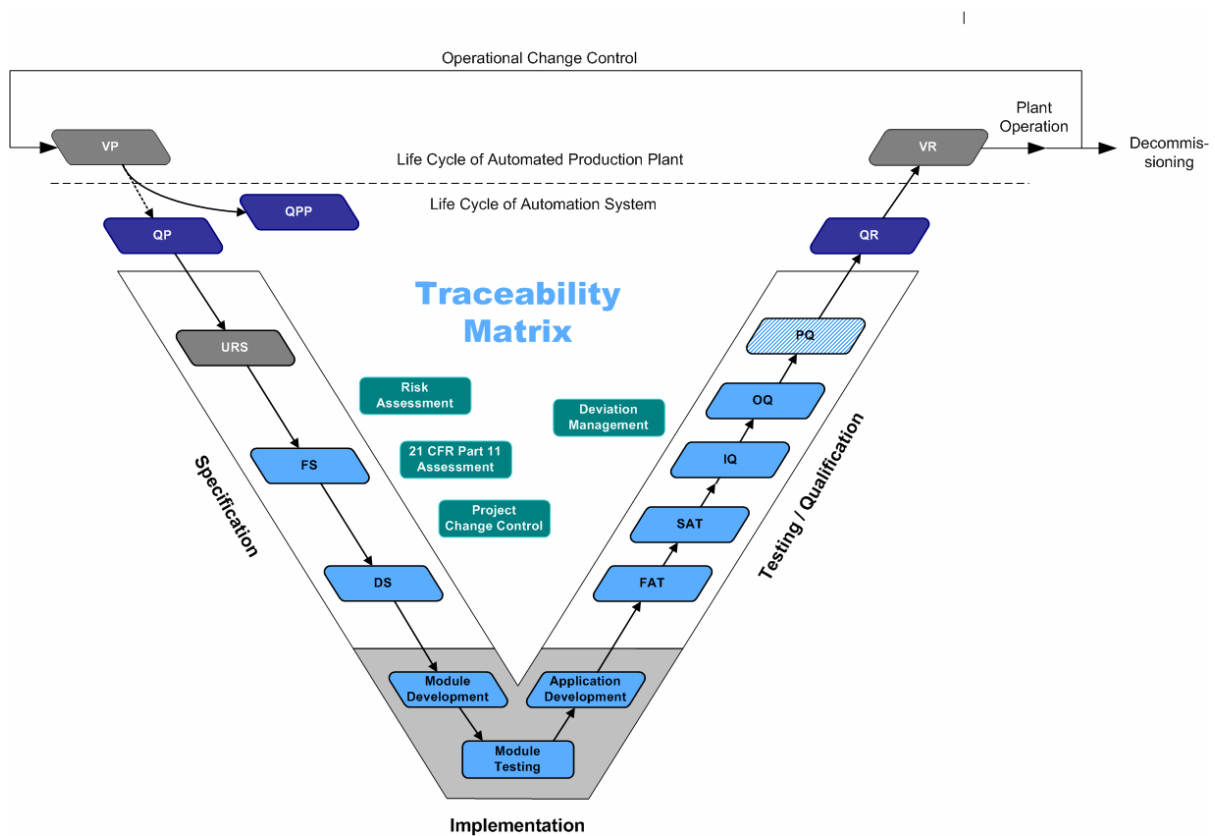 Operational Change Control
Plant
Operation
VP
VR
Decommis-
sioning
Life Cycle of Automated Production Plant
Life Cycle of Automation System
QPP
QP
QR
Traceability
Matrix
URS
PQ
Risk
Assessment
Deviation
Management
OQ
21 CFR Part 11
Assessment
FS
IQ
Specification
Testing / Qualification
Project
Change Control
SAT
DS
FAT
Module
Development
Application
Development
Module
Testing
Implementation